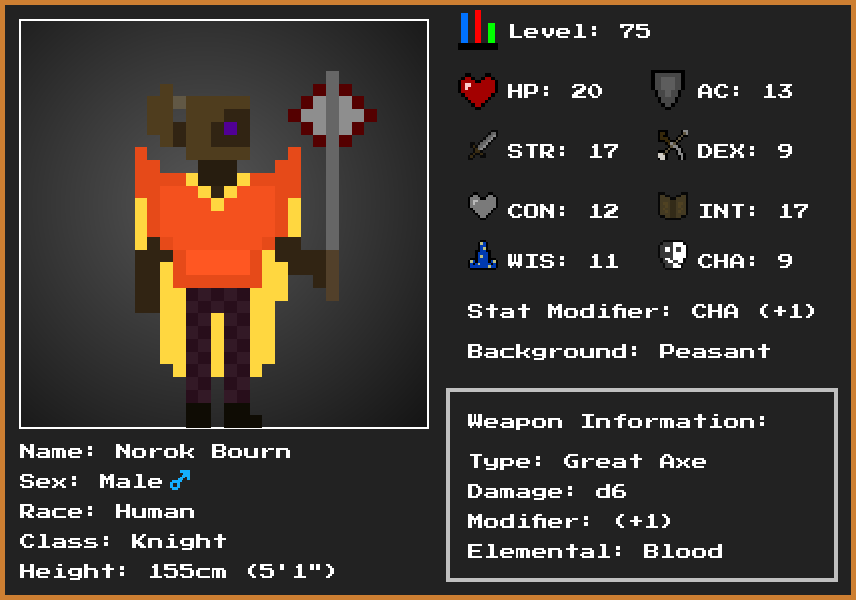 Level: 75
HP: 20 AC: 13
STR: 17 DEX: 9
CON: 12 INT: 17
WIS: 11 CHA: 9
Stat Modifier: CHA (+1)
Background: Peasant
Weapon Information:
Type: Great Axe
Damage: d6
Modifier: (+1)
Elemental: Blood
Name: Norok Bourn
Sex: Male ♂
Race: Human
Class: Knight
Height: 155cm (5'1")